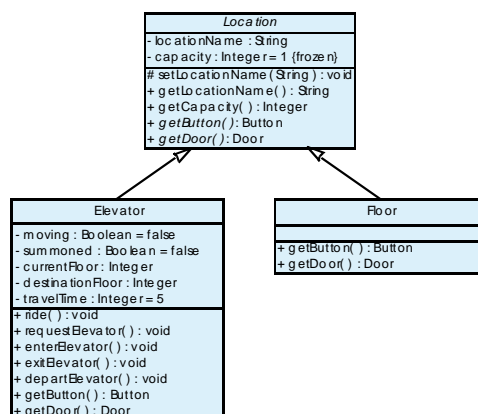 Location
- locationName : String
- capacity : Integer = 1 {frozen}
# setLocationName( String ) : void
+ getLocationName( ) : String
+ getCapacity( ) : Integer
+ getButton( ) : Button
+ getDoor( ) : Door
Elevator
- moving : Boolean = false
- summoned : Boolean = false
- currentFloor : Integer
- destinationFloor : Integer
- travelTime : Integer = 5
+ ride( ) : void
+ requestElevator( ) : void
+ enterElevator( ) : void
+ exitElevator( ) : void
+ departElevator( ) : void
+ getButton( ) : Button
+ getDoor( ) : Door
Floor
+ getButton( ) : Button
+ getDoor( ) : Door